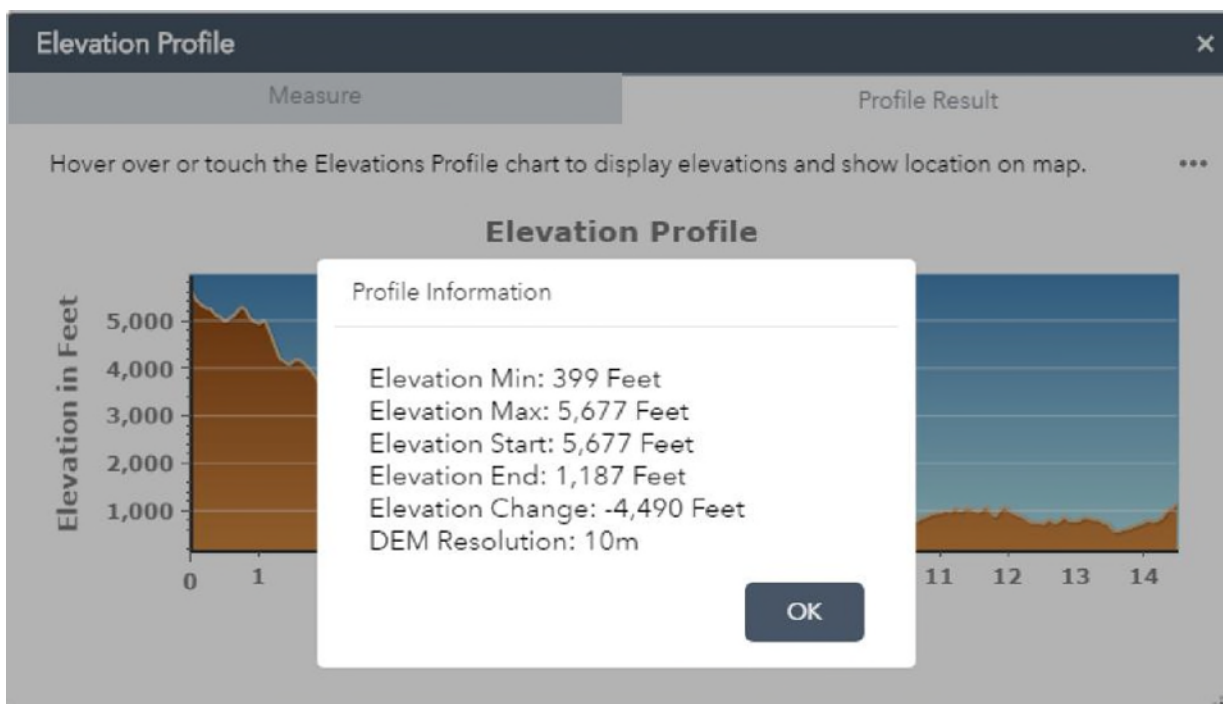 Elevation Profile ×
Measure Profile Result
Hover over or touch the Elevations Profile chart to display elevations and show location on map. •••
Elevation Profile
Elevation in Feet
5,000
4,000
3,000
2,000
1,000
0 1 11 12 13 14
Profile Information
Elevation Min: 399 Feet
Elevation Max: 5,677 Feet
Elevation Start: 5,677 Feet
Elevation End: 1,187 Feet
Elevation Change: -4,490 Feet
DEM Resolution: 10m
OK